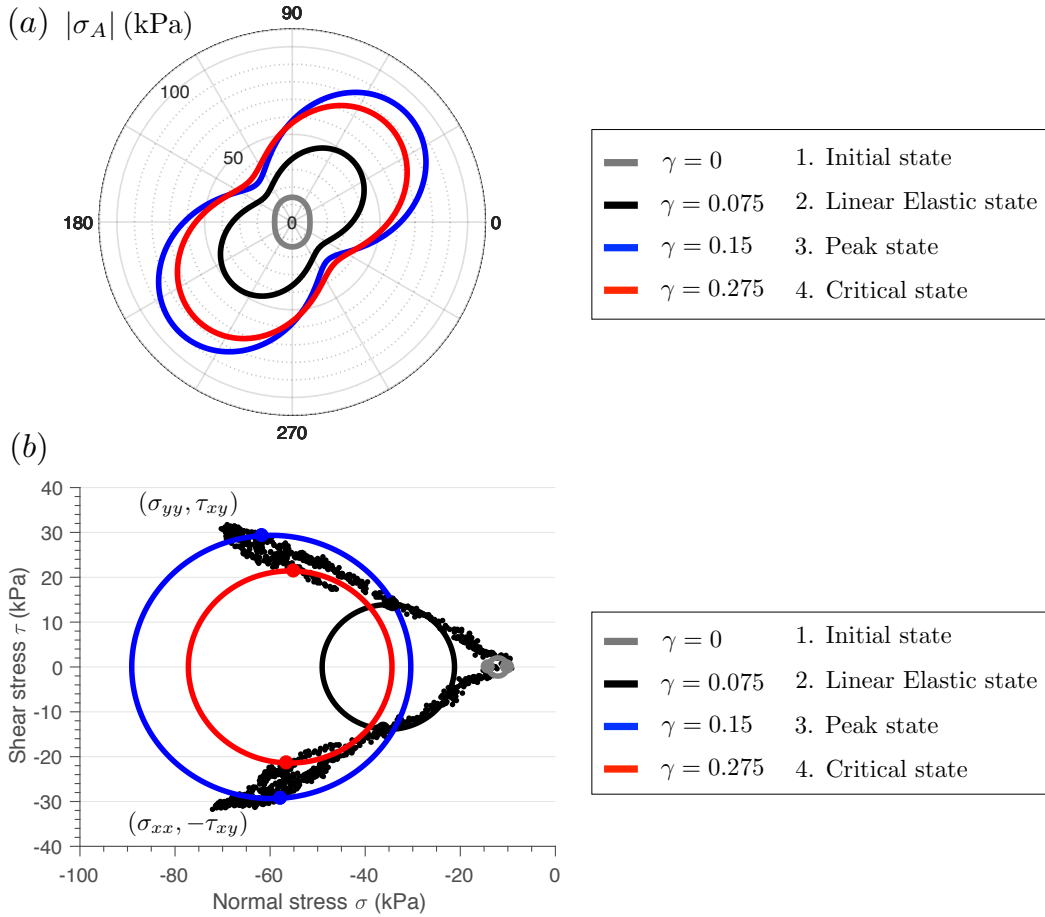 (a) |σ_A| (kPa)
90
100
50
180
0
0
270
γ = 0 1. Initial state
γ = 0.075 2. Linear Elastic state
γ = 0.15 3. Peak state
γ = 0.275 4. Critical state
(b)
40
30
20
10
0
-10
-20
-30
-40
Shear stress τ (kPa)
(σ_yy, τ_xy)
(σ_xx, −τ_xy)
-100 -80 -60 -40 -20 0
Normal stress σ (kPa)
γ = 0 1. Initial state
γ = 0.075 2. Linear Elastic state
γ = 0.15 3. Peak state
γ = 0.275 4. Critical state